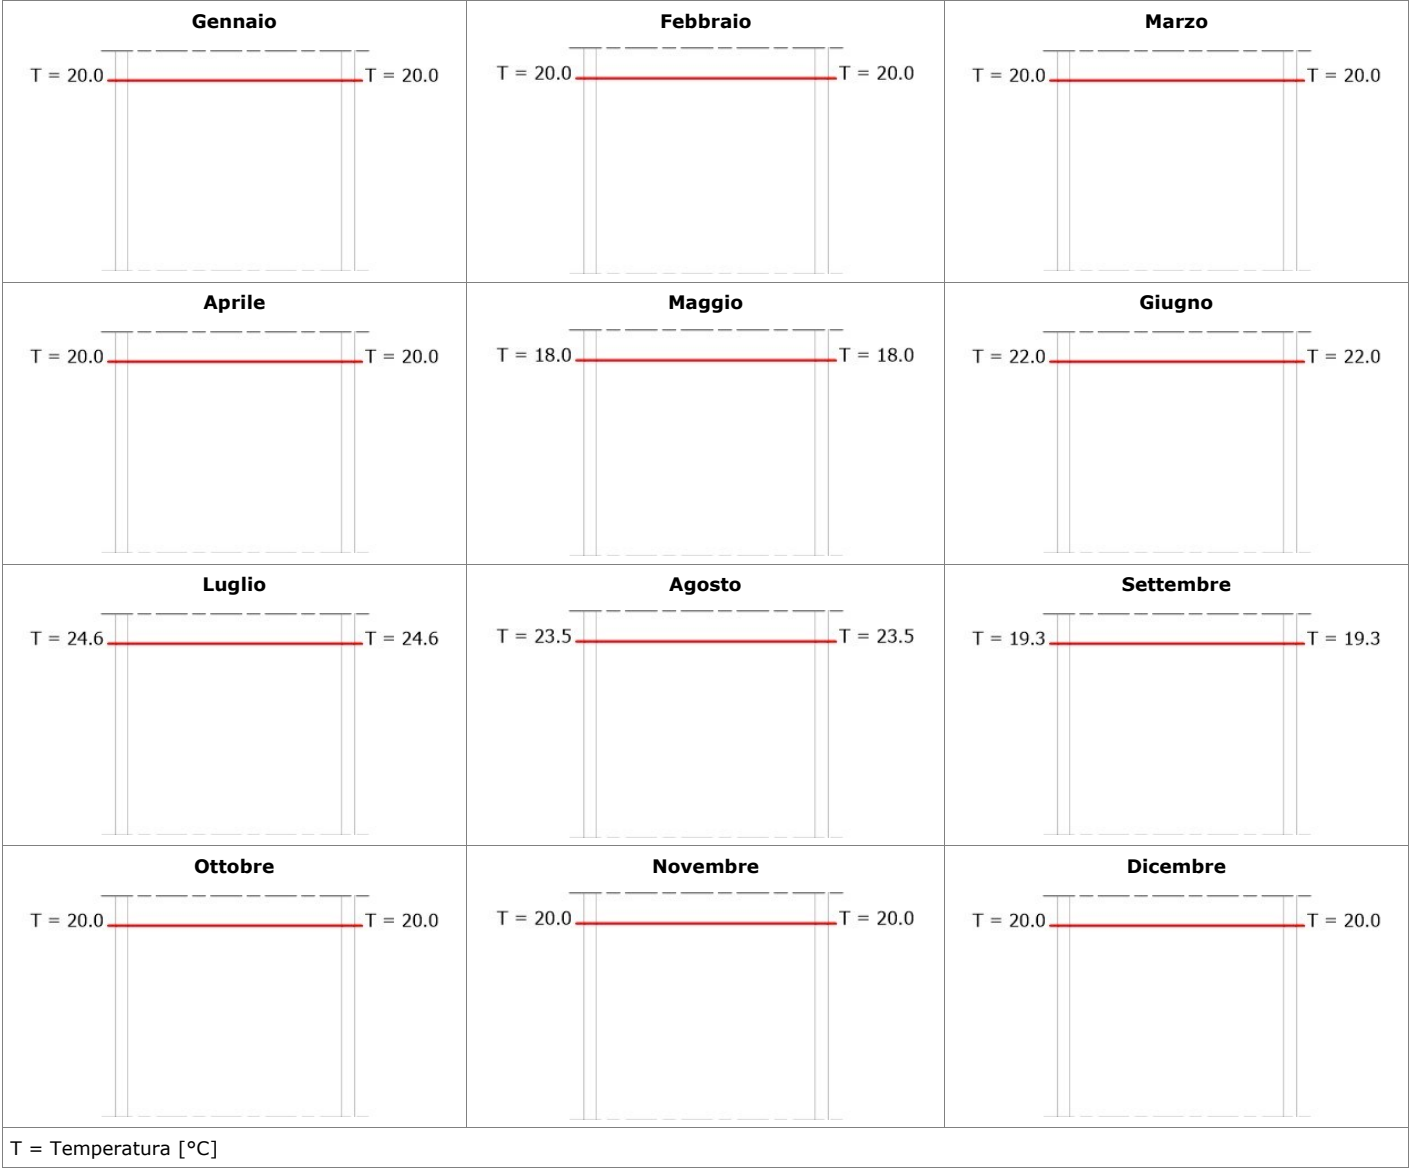 Gennaio
Febbraio
Marzo
T = 20.0
T = 20.0
T = 20.0
T = 20.0
T = 20.0
T = 20.0
Aprile
Maggio
Giugno
T = 20.0
T = 20.0
T = 18.0
T = 18.0
T = 22.0
T = 22.0
Luglio
Agosto
Settembre
T = 24.6
T = 24.6
T = 23.5
T = 23.5
T = 19.3
T = 19.3
Ottobre
Novembre
Dicembre
T = 20.0
T = 20.0
T = 20.0
T = 20.0
T = 20.0
T = 20.0
T = Temperatura [°C]